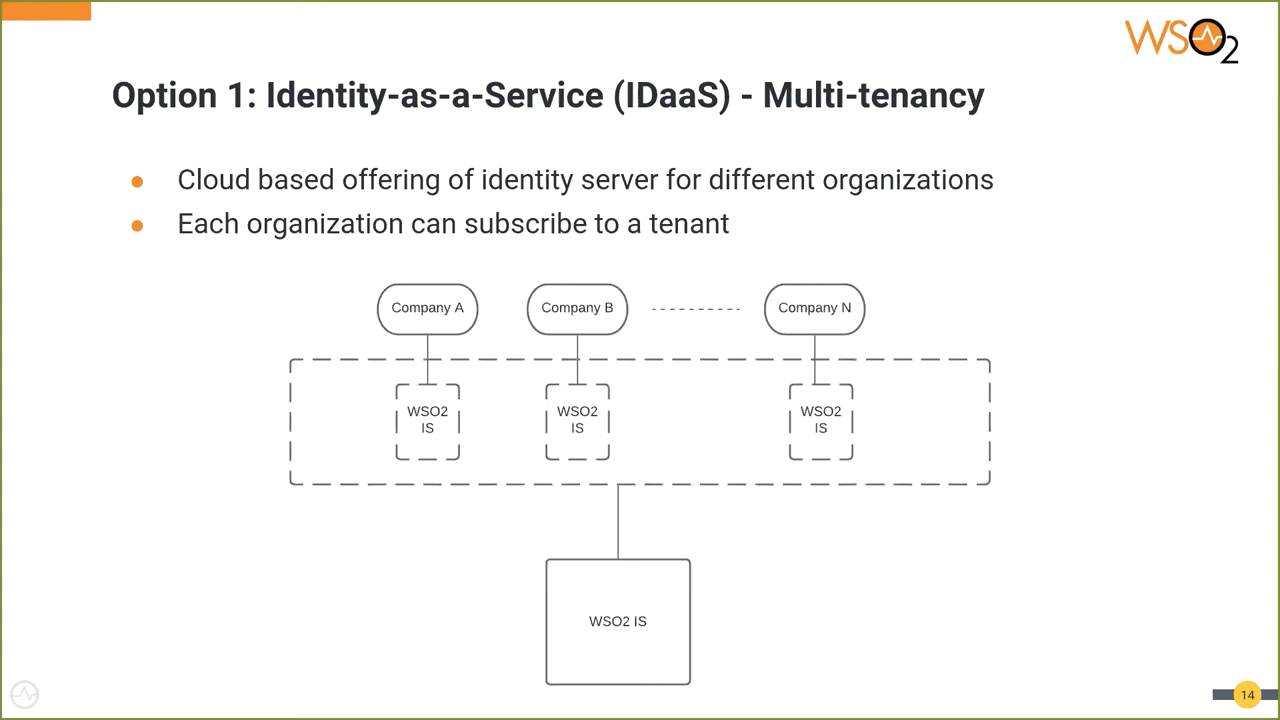 WSO2
Option 1: Identity-as-a-Service (IDaaS) - Multi-tenancy
● Cloud based offering of identity server for different organizations
● Each organization can subscribe to a tenant
Company A
Company B
Company N
WSO2
IS
WSO2
IS
WSO2
IS
WSO2 IS
14